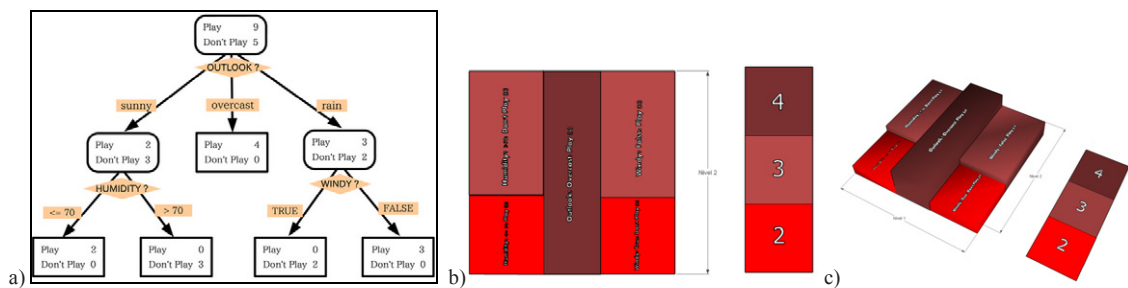 Play 9
Don't Play 5
OUTLOOK ?
sunny
overcast
rain
Play 2
Don't Play 3
Play 4
Don't Play 0
Play 3
Don't Play 2
HUMIDITY ?
WINDY ?
<= 70
> 70
TRUE
FALSE
Play 2
Don't Play 0
Play 0
Don't Play 3
Play 0
Don't Play 2
Play 3
Don't Play 0
a)
Outlook: Overcast: Play
Nivel 2
4
3
2
b)
Nivel 1
Nivel 2
4
3
2
c)